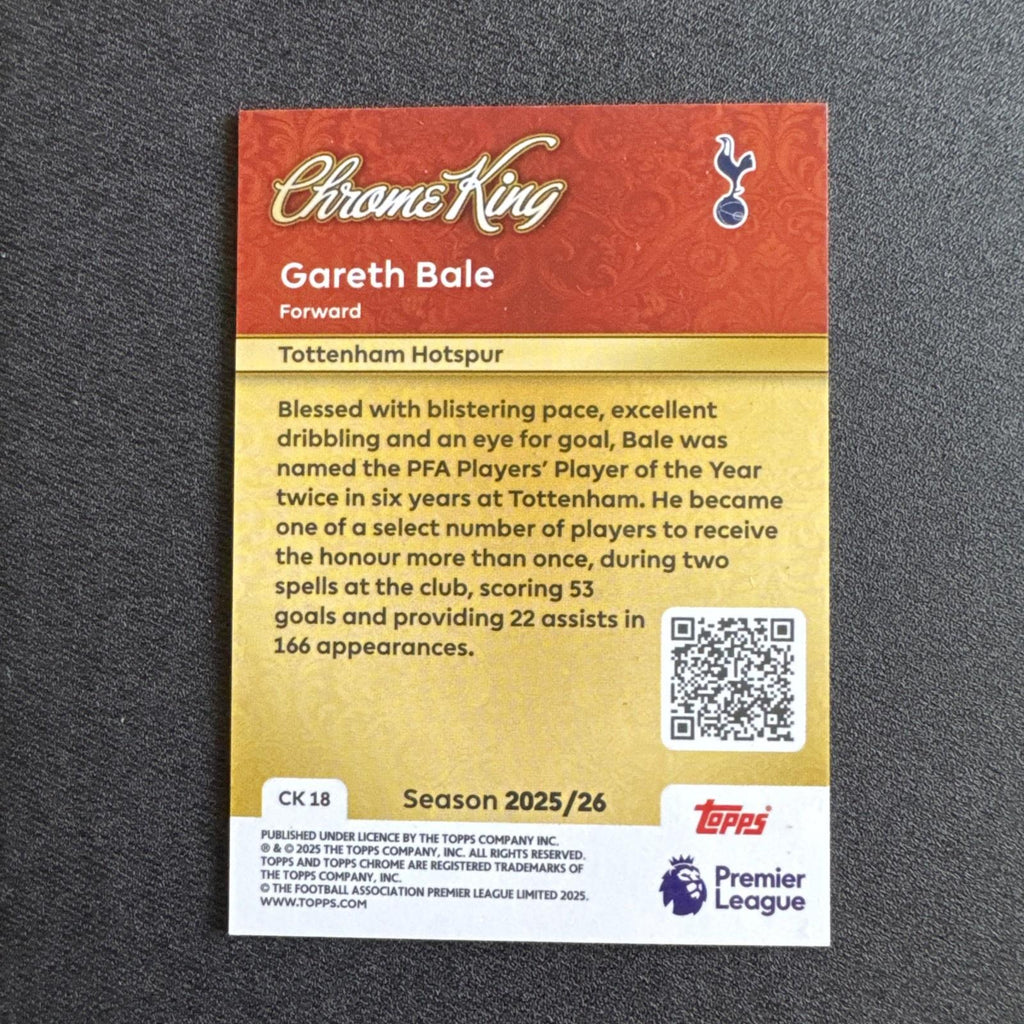 Chrome King
Gareth Bale
Forward
Tottenham Hotspur
Blessed with blistering pace, excellent
dribbling and an eye for goal, Bale was
named the PFA Players' Player of the Year
twice in six years at Tottenham. He became
one of a select number of players to receive
the honour more than once, during two
spells at the club, scoring 53
goals and providing 22 assists in
166 appearances.
CK 18
Season 2025/26
TOPPS®
PUBLISHED UNDER LICENCE BY THE TOPPS COMPANY INC.
® & © 2025 THE TOPPS COMPANY, INC. ALL RIGHTS RESERVED.
TOPPS AND TOPPS CHROME ARE REGISTERED TRADEMARKS OF
THE TOPPS COMPANY, INC.
© THE FOOTBALL ASSOCIATION PREMIER LEAGUE LIMITED 2025.
WWW.TOPPS.COM
Premier
League